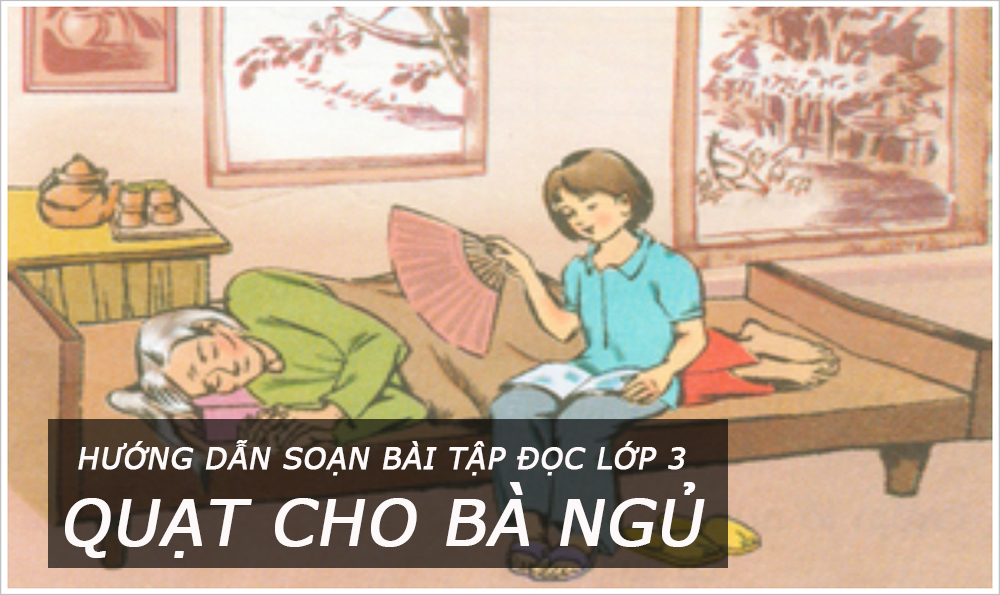 HƯỚNG DẪN SOẠN BÀI TẬP ĐỌC LỚP 3
QUẠT CHO BÀ NGỦ